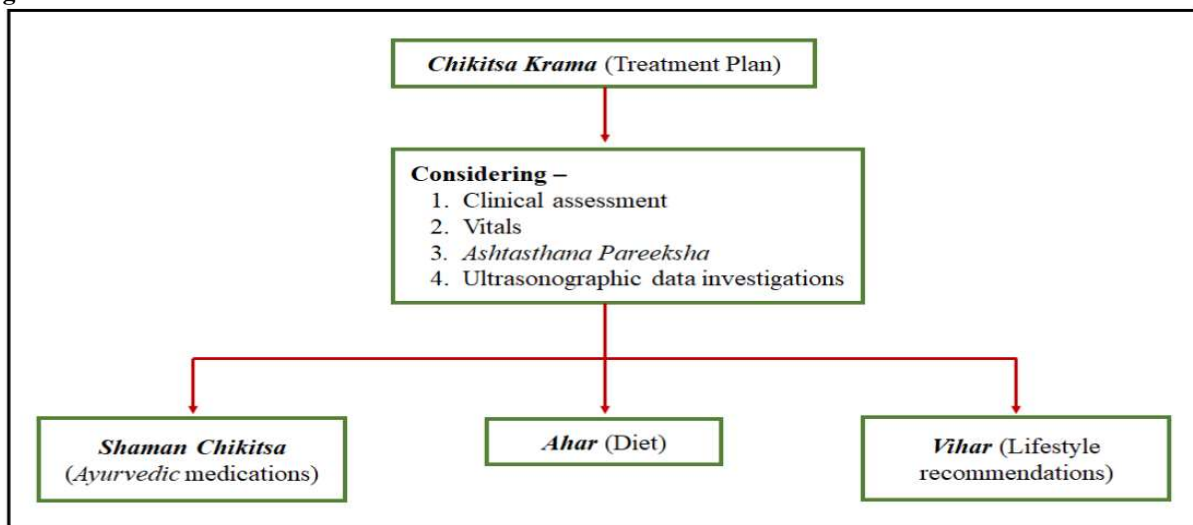 g
Chikitsa Krama (Treatment Plan)
Considering –
1. Clinical assessment
2. Vitals
3. Ashtasthana Pareeksha
4. Ultrasonographic data investigations
Shaman Chikitsa
(Ayurvedic medications)
Ahar (Diet)
Vihar (Lifestyle
recommendations)